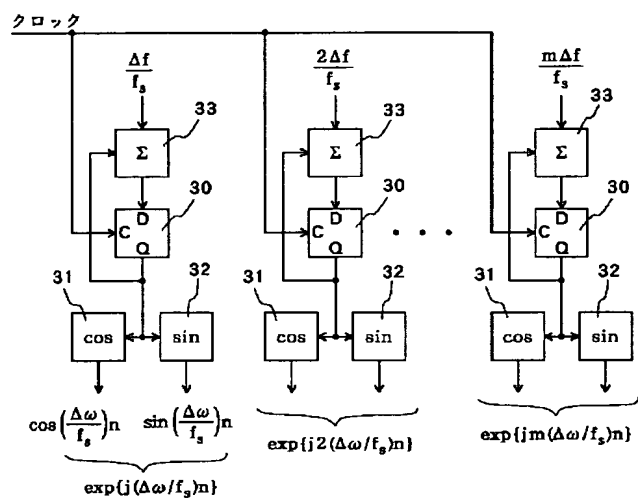 クロック
Δf/f_s 2Δf/f_s mΔf/f_s
33 33 33
Σ Σ Σ
30 30 30
D D D
C C C
Q Q Q
31 32 31 32 31 32
cos sin cos sin cos sin
• • •
cos(Δω/f_s)n sin(Δω/f_s)n
exp{j2(Δω/f_s)n} exp{jm(Δω/f_s)n}
exp{j(Δω/f_s)n}